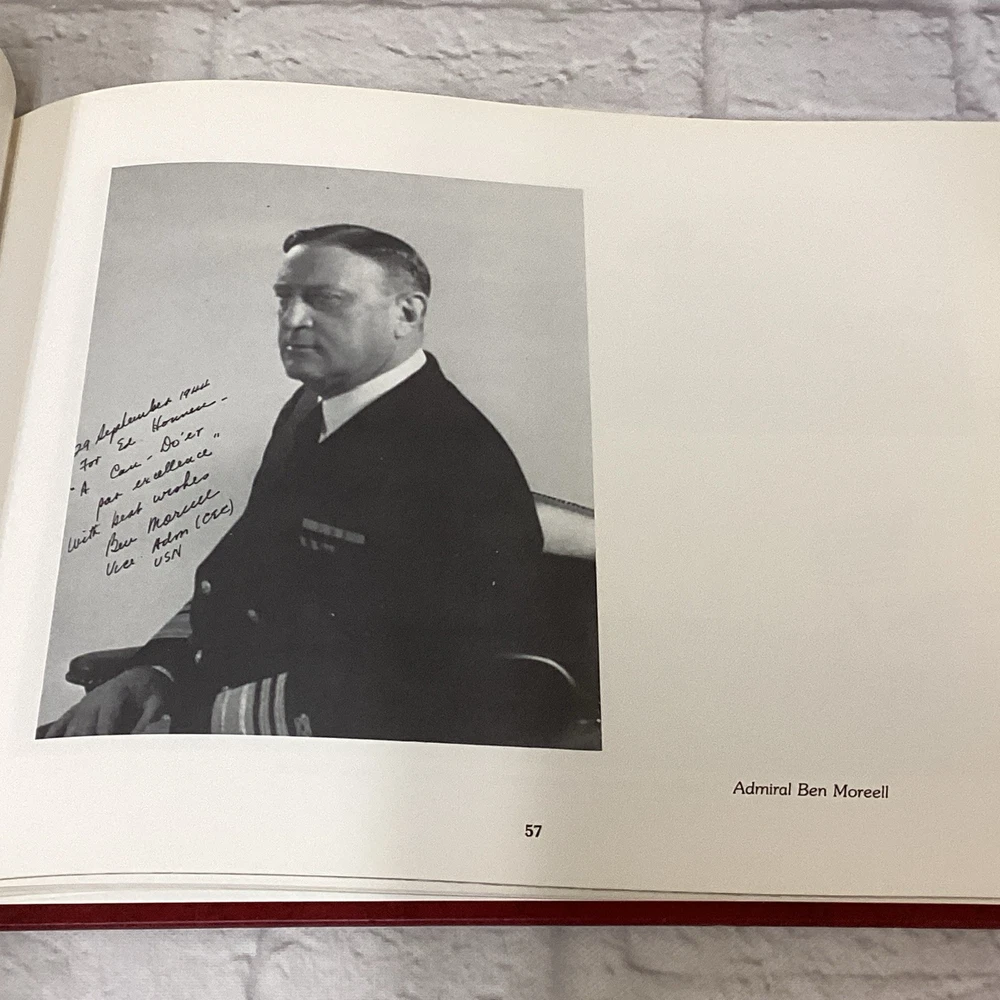 29 September 1944
For Ed. Honnen -
"A Can-Do'er
par excellence"
With best wishes
Ben Moreell
Vice Adm (CEC)
USN
Admiral Ben Moreell
57